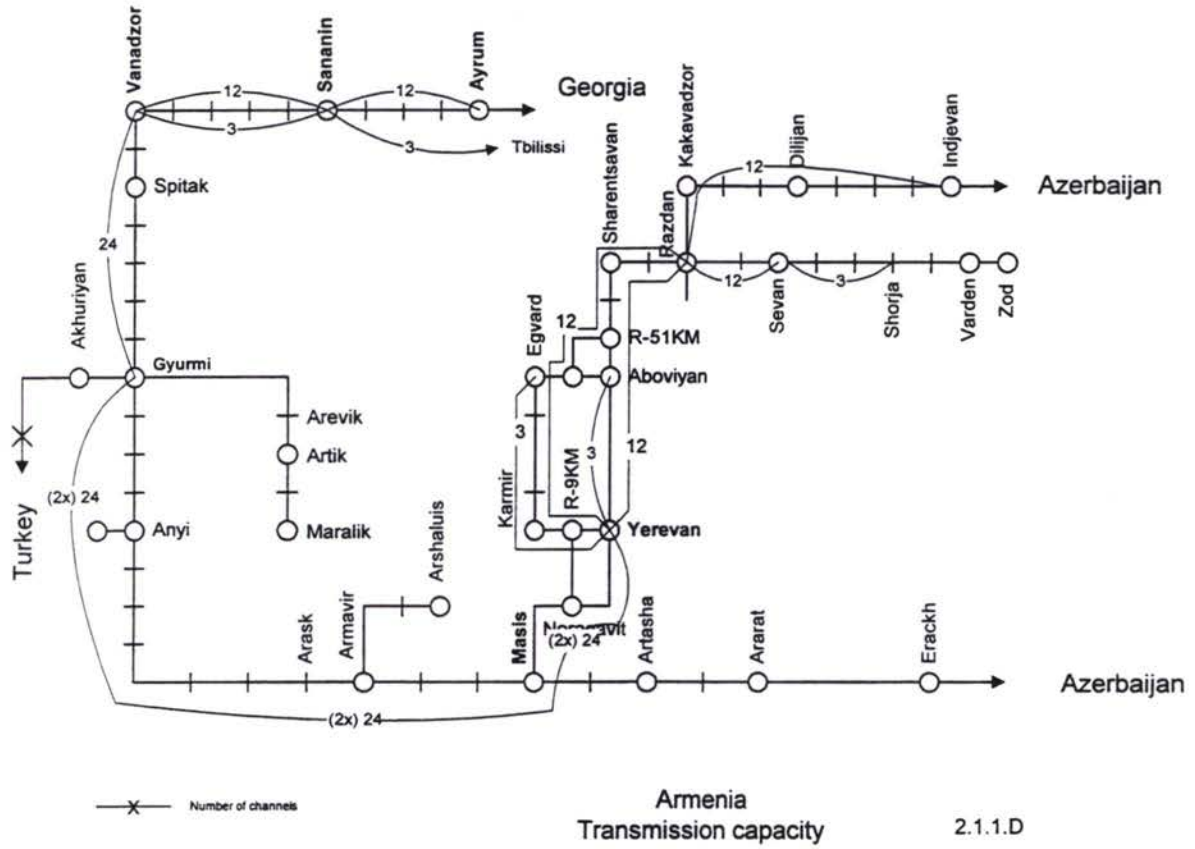 Vanadzor
Sananin
Ayrum
Georgia
12
12
3
3
Tbilissi
Spitak
24
Akhuriyan
Gyurmi
Turkey
(2x) 24
Arevik
Artik
Maralik
Anyi
Sharentsavan
Razdan
Kakavadzor
Dilijan
Indjevan
Azerbaijan
12
12
3
Sevan
Shorja
Varden
Zod
12
R-51KM
Egvard
Aboviyan
3
3
12
Karmir
R-9KM
Yerevan
Arshaluis
Armavir
Arask
Masis
(2x) 24
Artasha
Ararat
Erackh
Azerbaijan
(2x) 24
X
Number of channels
Armenia
Transmission capacity
2.1.1.D